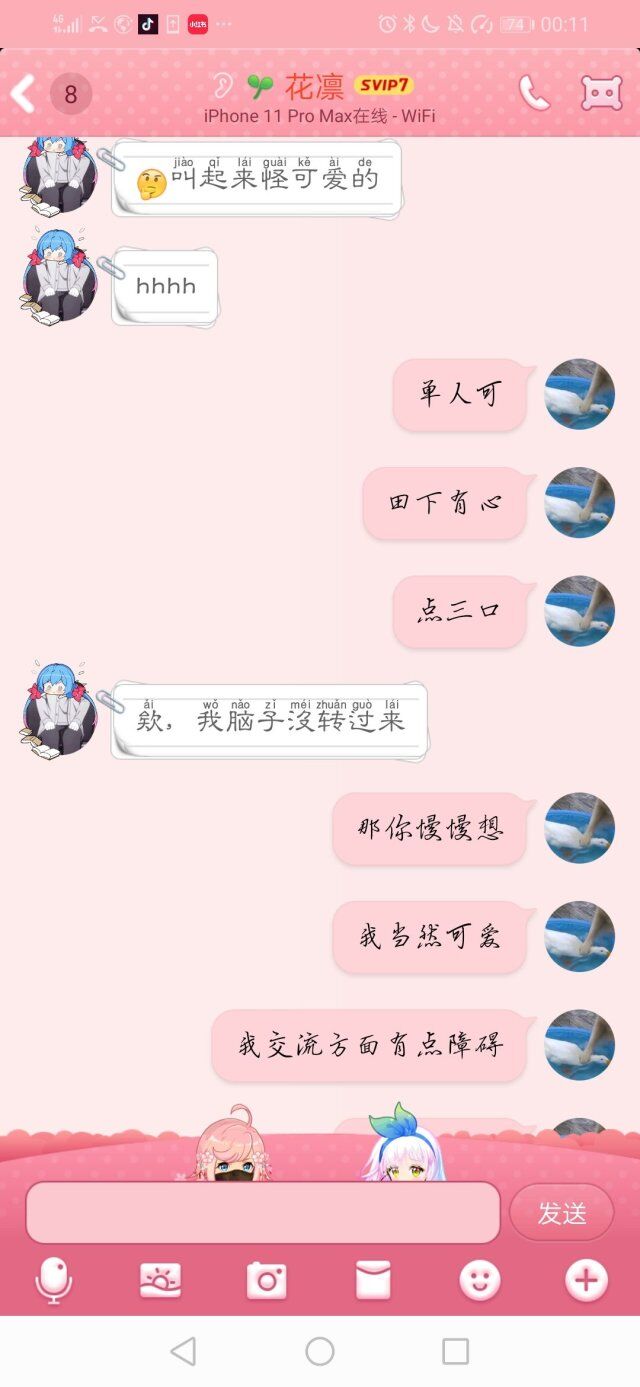 4G
小红书
74
00:11
8
花凛 SVIP7
iPhone 11 Pro Max在线 - WiFi
jiào qǐ lái guài kě ài de
🤔叫起来怪可爱的
hhhh
单人可
田下有心
点三口
ǎi wǒ nǎo zǐ méi zhuǎn guò lái
欸，我脑子没转过来
那你慢慢想
我当然可爱
我交流方面有点障碍
发送